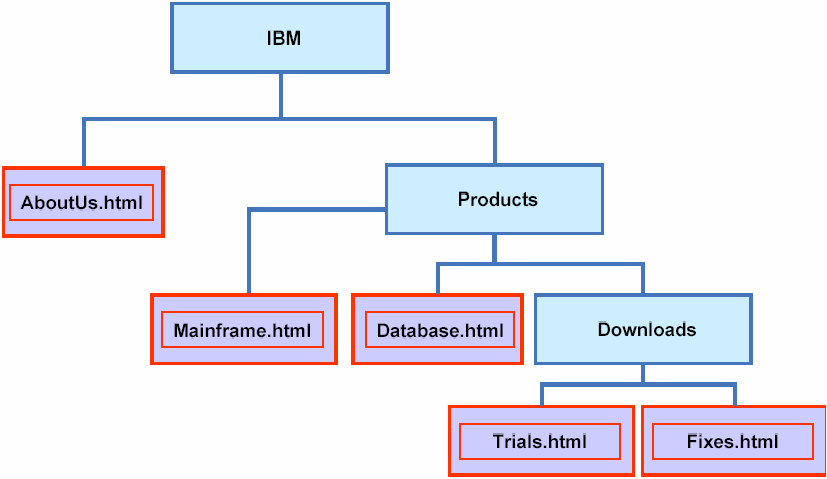 IBM
AboutUs.html
Products
Mainframe.html
Database.html
Downloads
Trials.html
Fixes.html